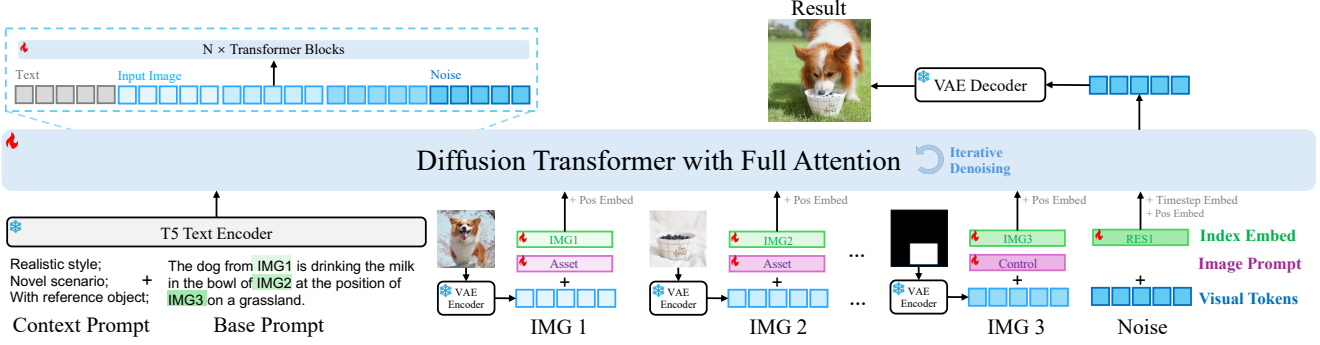 Result
N × Transformer Blocks
Text
Input Image
Noise
VAE Decoder
Diffusion Transformer with Full Attention
Iterative
Denoising
+ Pos Embed
+ Pos Embed
+ Pos Embed
+ Timestep Embed
+ Pos Embed
T5 Text Encoder
IMG1
IMG2
IMG3
RES1
Index Embed
Asset
Asset
Control
Image Prompt
Realistic style;
Novel scenario;
With reference object;
+
The dog from IMG1 is drinking the milk
in the bowl of IMG2 at the position of
IMG3 on a grassland.
...
+
+
+
+
VAE
Encoder
VAE
Encoder
...
VAE
Encoder
Visual Tokens
Context Prompt
Base Prompt
IMG 1
IMG 2
IMG 3
Noise